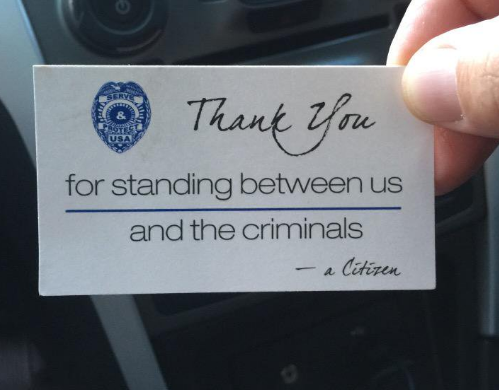 SERVE
&
PROTECT
USA
Thank You
for standing between us
and the criminals
— a Citizen